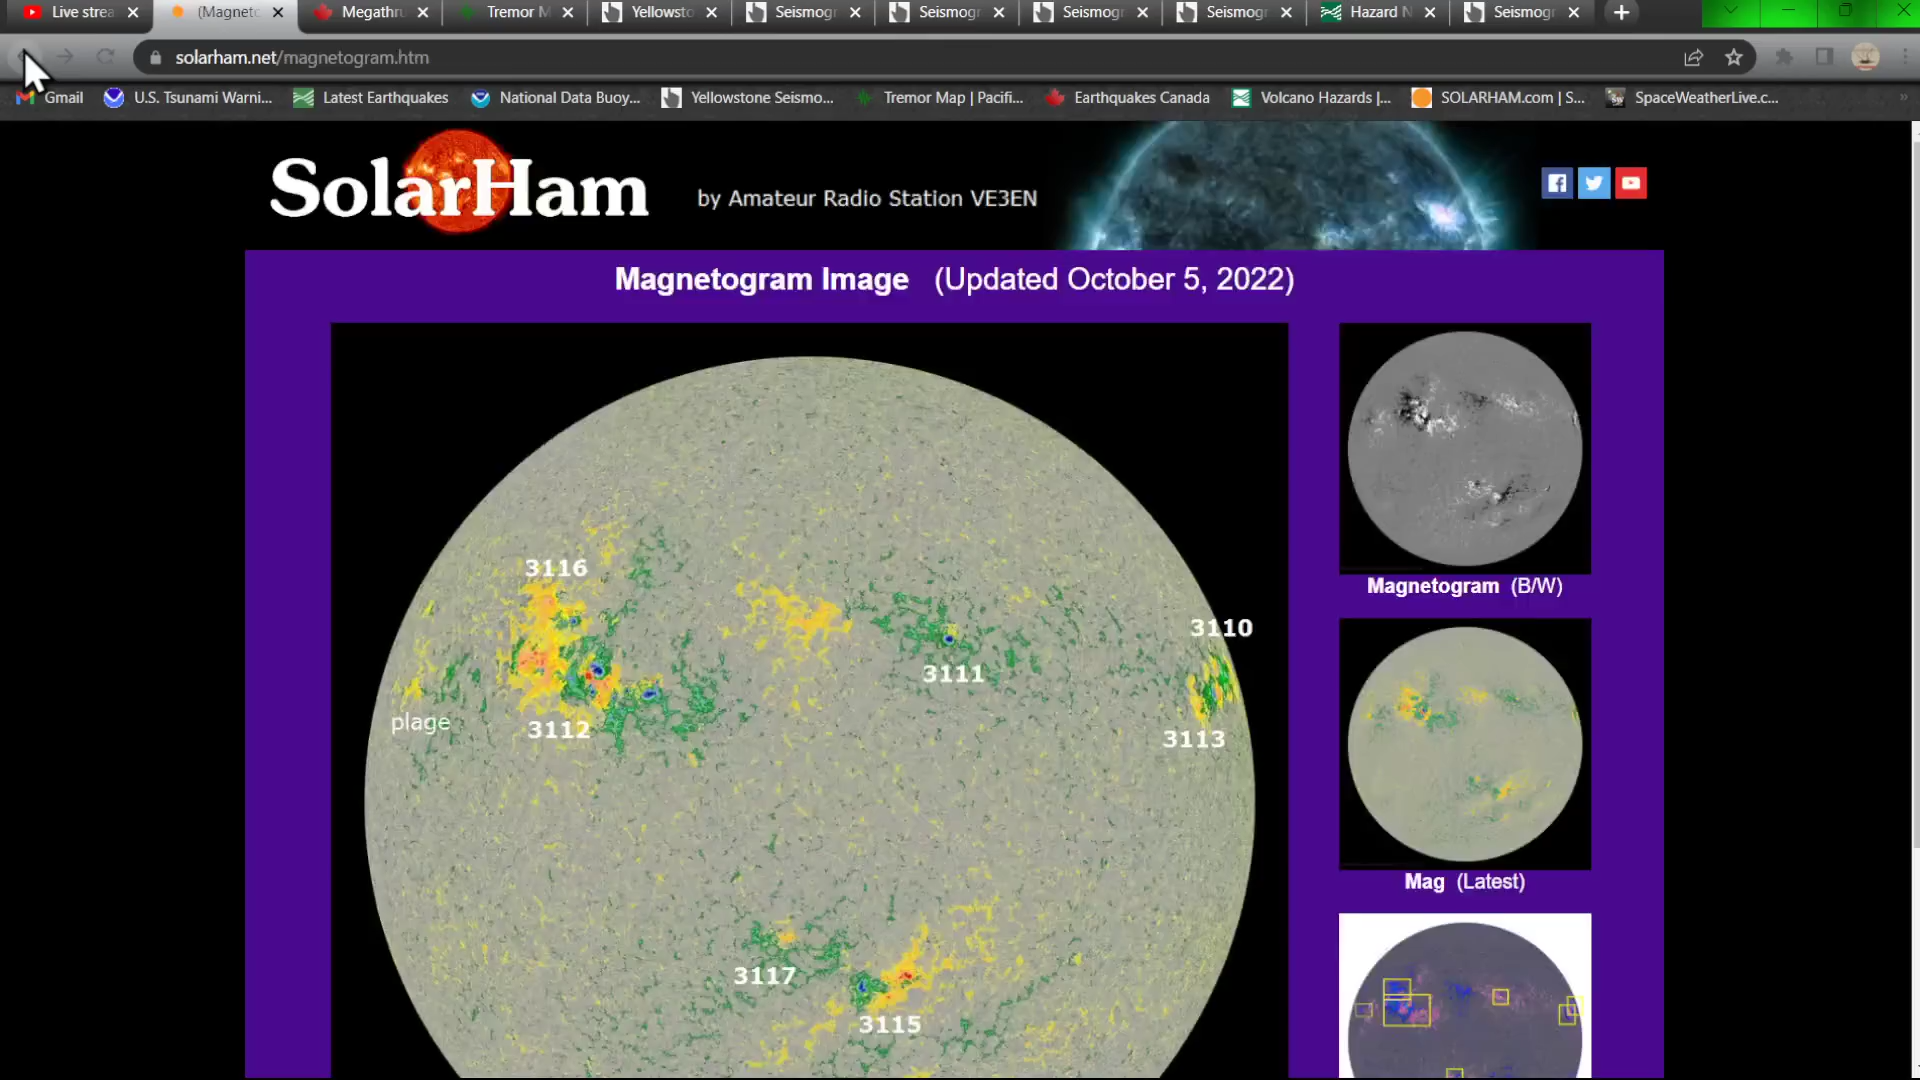 Live strea
(Magneto
Megathru
Tremor M
Yellowsto
Seismogr
Seismogr
Seismogr
Seismogr
Hazard N
Seismogr
solarham.net/magnetogram.htm
Gmail
U.S. Tsunami Warni...
Latest Earthquakes
National Data Buoy...
Yellowstone Seismo...
Tremor Map | Pacifi...
Earthquakes Canada
Volcano Hazards |...
SOLARHAM.com | S...
SpaceWeatherLive.c...
SolarHam
by Amateur Radio Station VE3EN
Magnetogram Image (Updated October 5, 2022)
3116
3110
3111
plage
3112
3113
3117
3115
Magnetogram (B/W)
Mag (Latest)